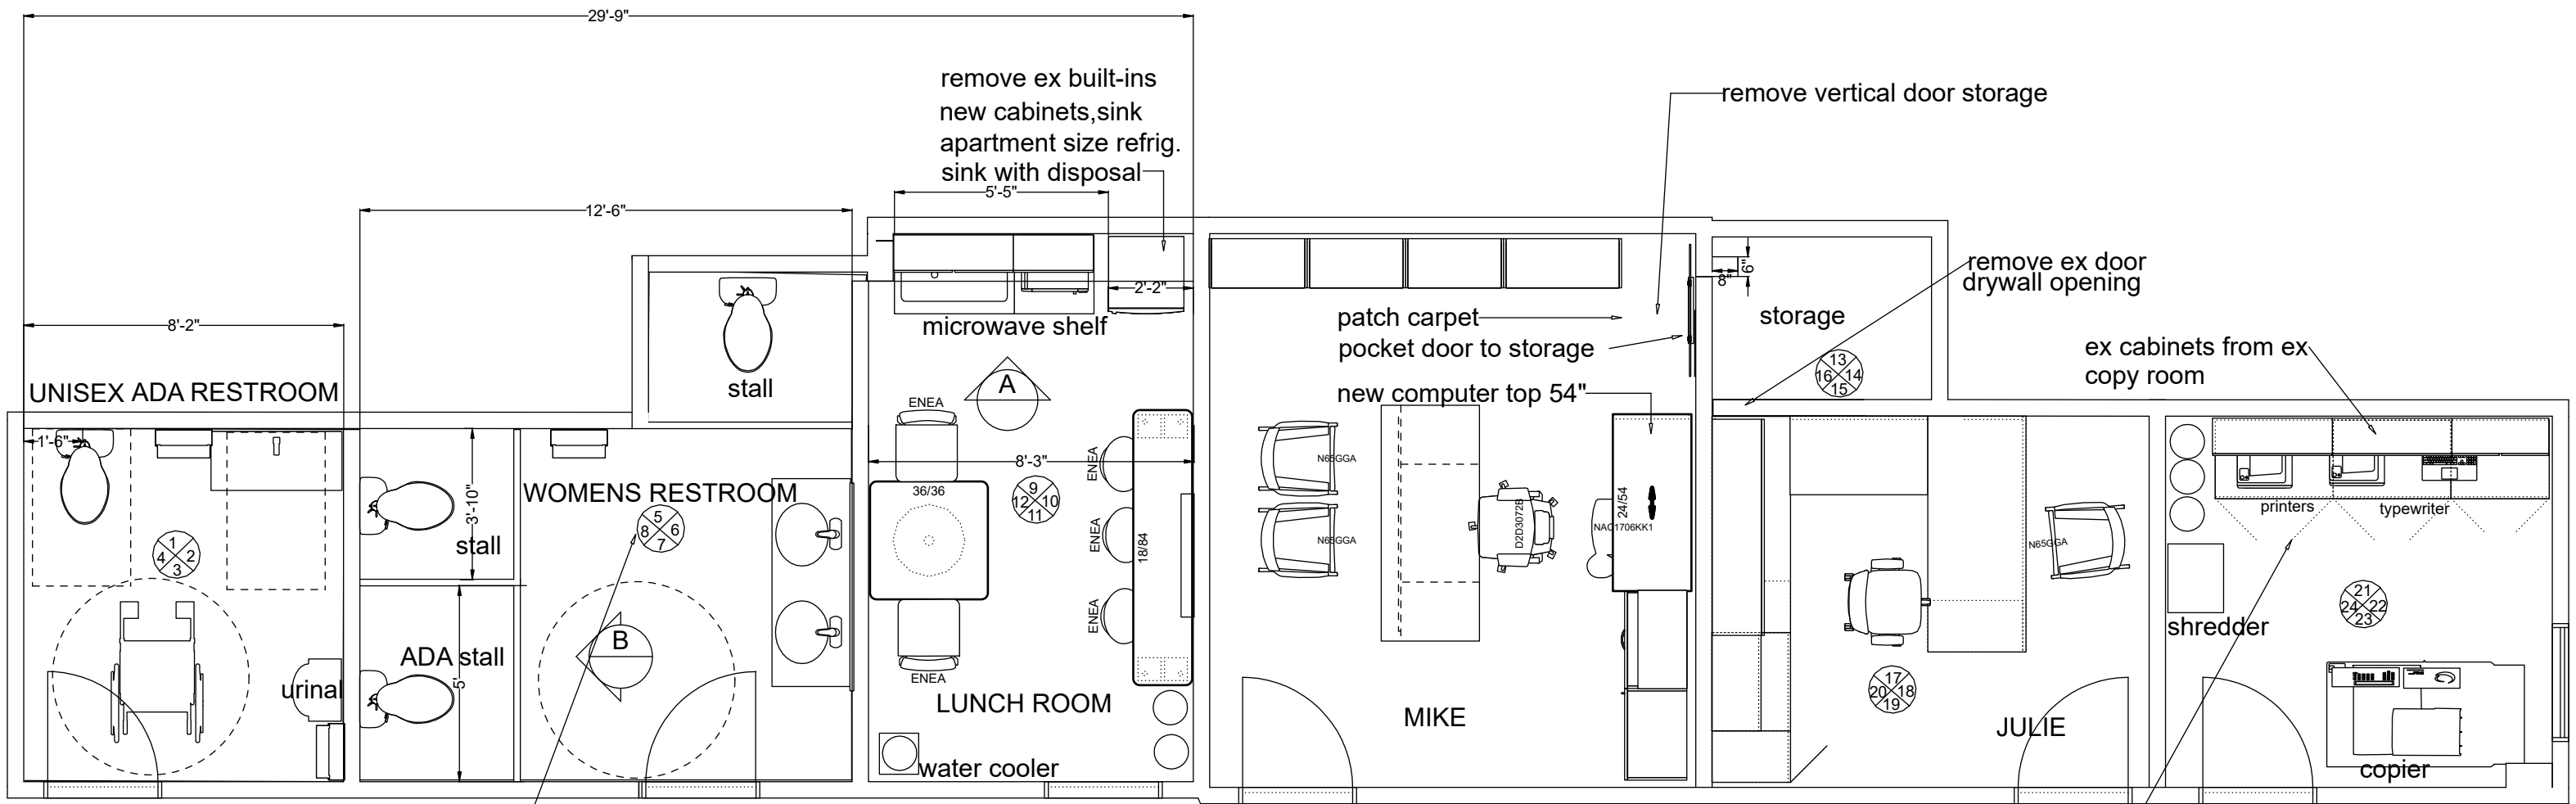 29'-9"
remove ex built-ins
new cabinets,sink
apartment size refrig.
sink with disposal
remove vertical door storage
5'-5"
12'-6"
remove ex door
drywall opening
6"
8"
2'-2"
storage
8'-2"
microwave shelf
patch carpet
pocket door to storage
ex cabinets from ex
copy room
13
16 14
15
UNISEX ADA RESTROOM
stall
A
new computer top 54"
ENEA
1'-6"
8'-3"
ENEA
N65GGA
3'-10"
WOMENS RESTROOM
36/36
9
12 10
11
24/54
NAO1706KK1
D2D3072B
printers
typewriter
5
8 6
7
ENEA
18/84
N65GGA
N65GGA
1
4 2
3
stall
21
24 22
23
ENEA
B
shredder
ADA stall
5'
ENEA
urinal
17
20 18
19
LUNCH ROOM
MIKE
JULIE
water cooler
copier